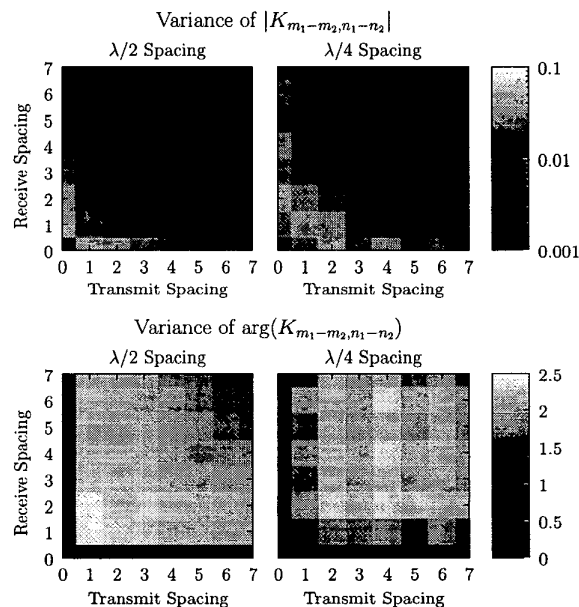 Variance of |K_{m_1−m_2,n_1−n_2}|
λ/2 Spacing
λ/4 Spacing
7
6
5
4
3
2
1
0
Receive Spacing
0 1 2 3 4 5 6 7
0 1 2 3 4 5 6 7
Transmit Spacing
Transmit Spacing
0.1
0.01
0.001
Variance of arg(K_{m_1−m_2,n_1−n_2})
λ/2 Spacing
λ/4 Spacing
7
6
5
4
3
2
1
0
Receive Spacing
0 1 2 3 4 5 6 7
0 1 2 3 4 5 6 7
Transmit Spacing
Transmit Spacing
2.5
2
1.5
1
0.5
0